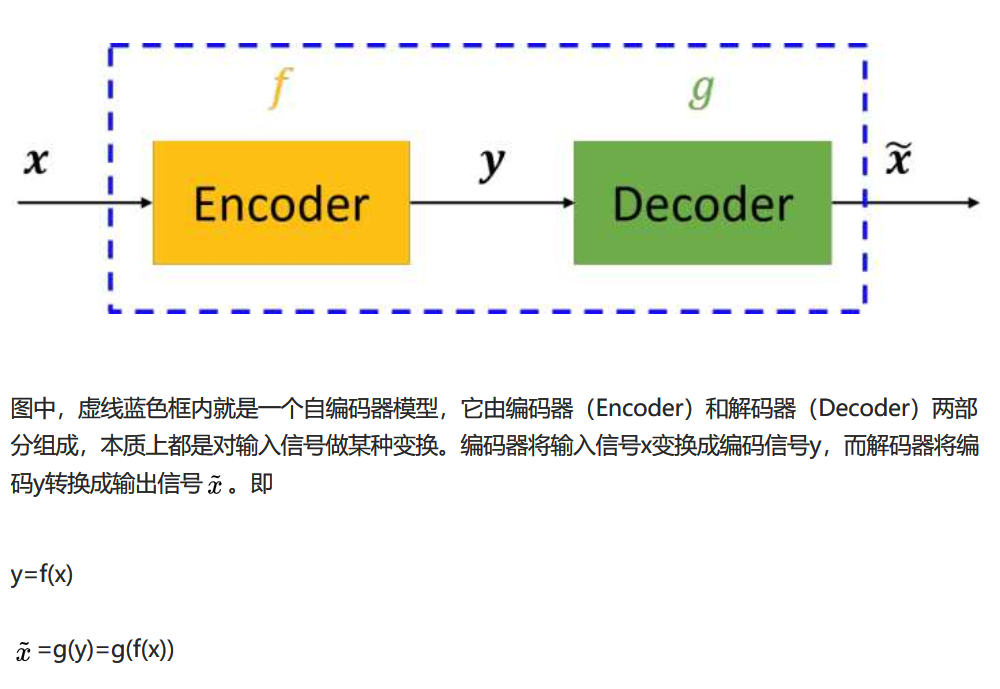 f g
x y x̃
Encoder Decoder
图中，虚线蓝色框内就是一个自编码器模型，它由编码器（Encoder）和解码器（Decoder）两部
分组成，本质上都是对输入信号做某种变换。编码器将输入信号x变换成编码信号y，而解码器将编
码y转换成输出信号 x̃ 。即
y=f(x)
x̃ =g(y)=g(f(x))